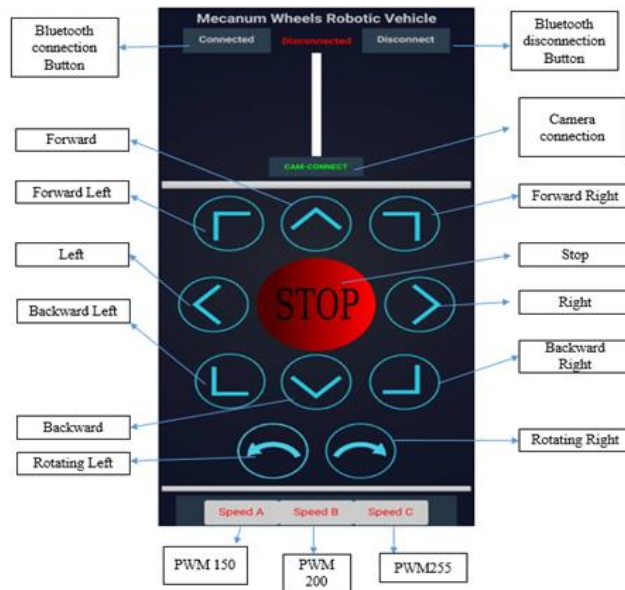 Mecanum Wheels Robotic Vehicle
Bluetooth
connection
Button
Connected
Disconnected
Disconnect
Bluetooth
disconnection
Button
Forward
CAM-CONNECT
Camera
connection
Forward Left
Forward Right
Left
STOP
Stop
Right
Backward Left
Backward
Right
Backward
Rotating Left
Rotating Right
Speed A
Speed B
Speed C
PWM 150
PWM
200
PWM255